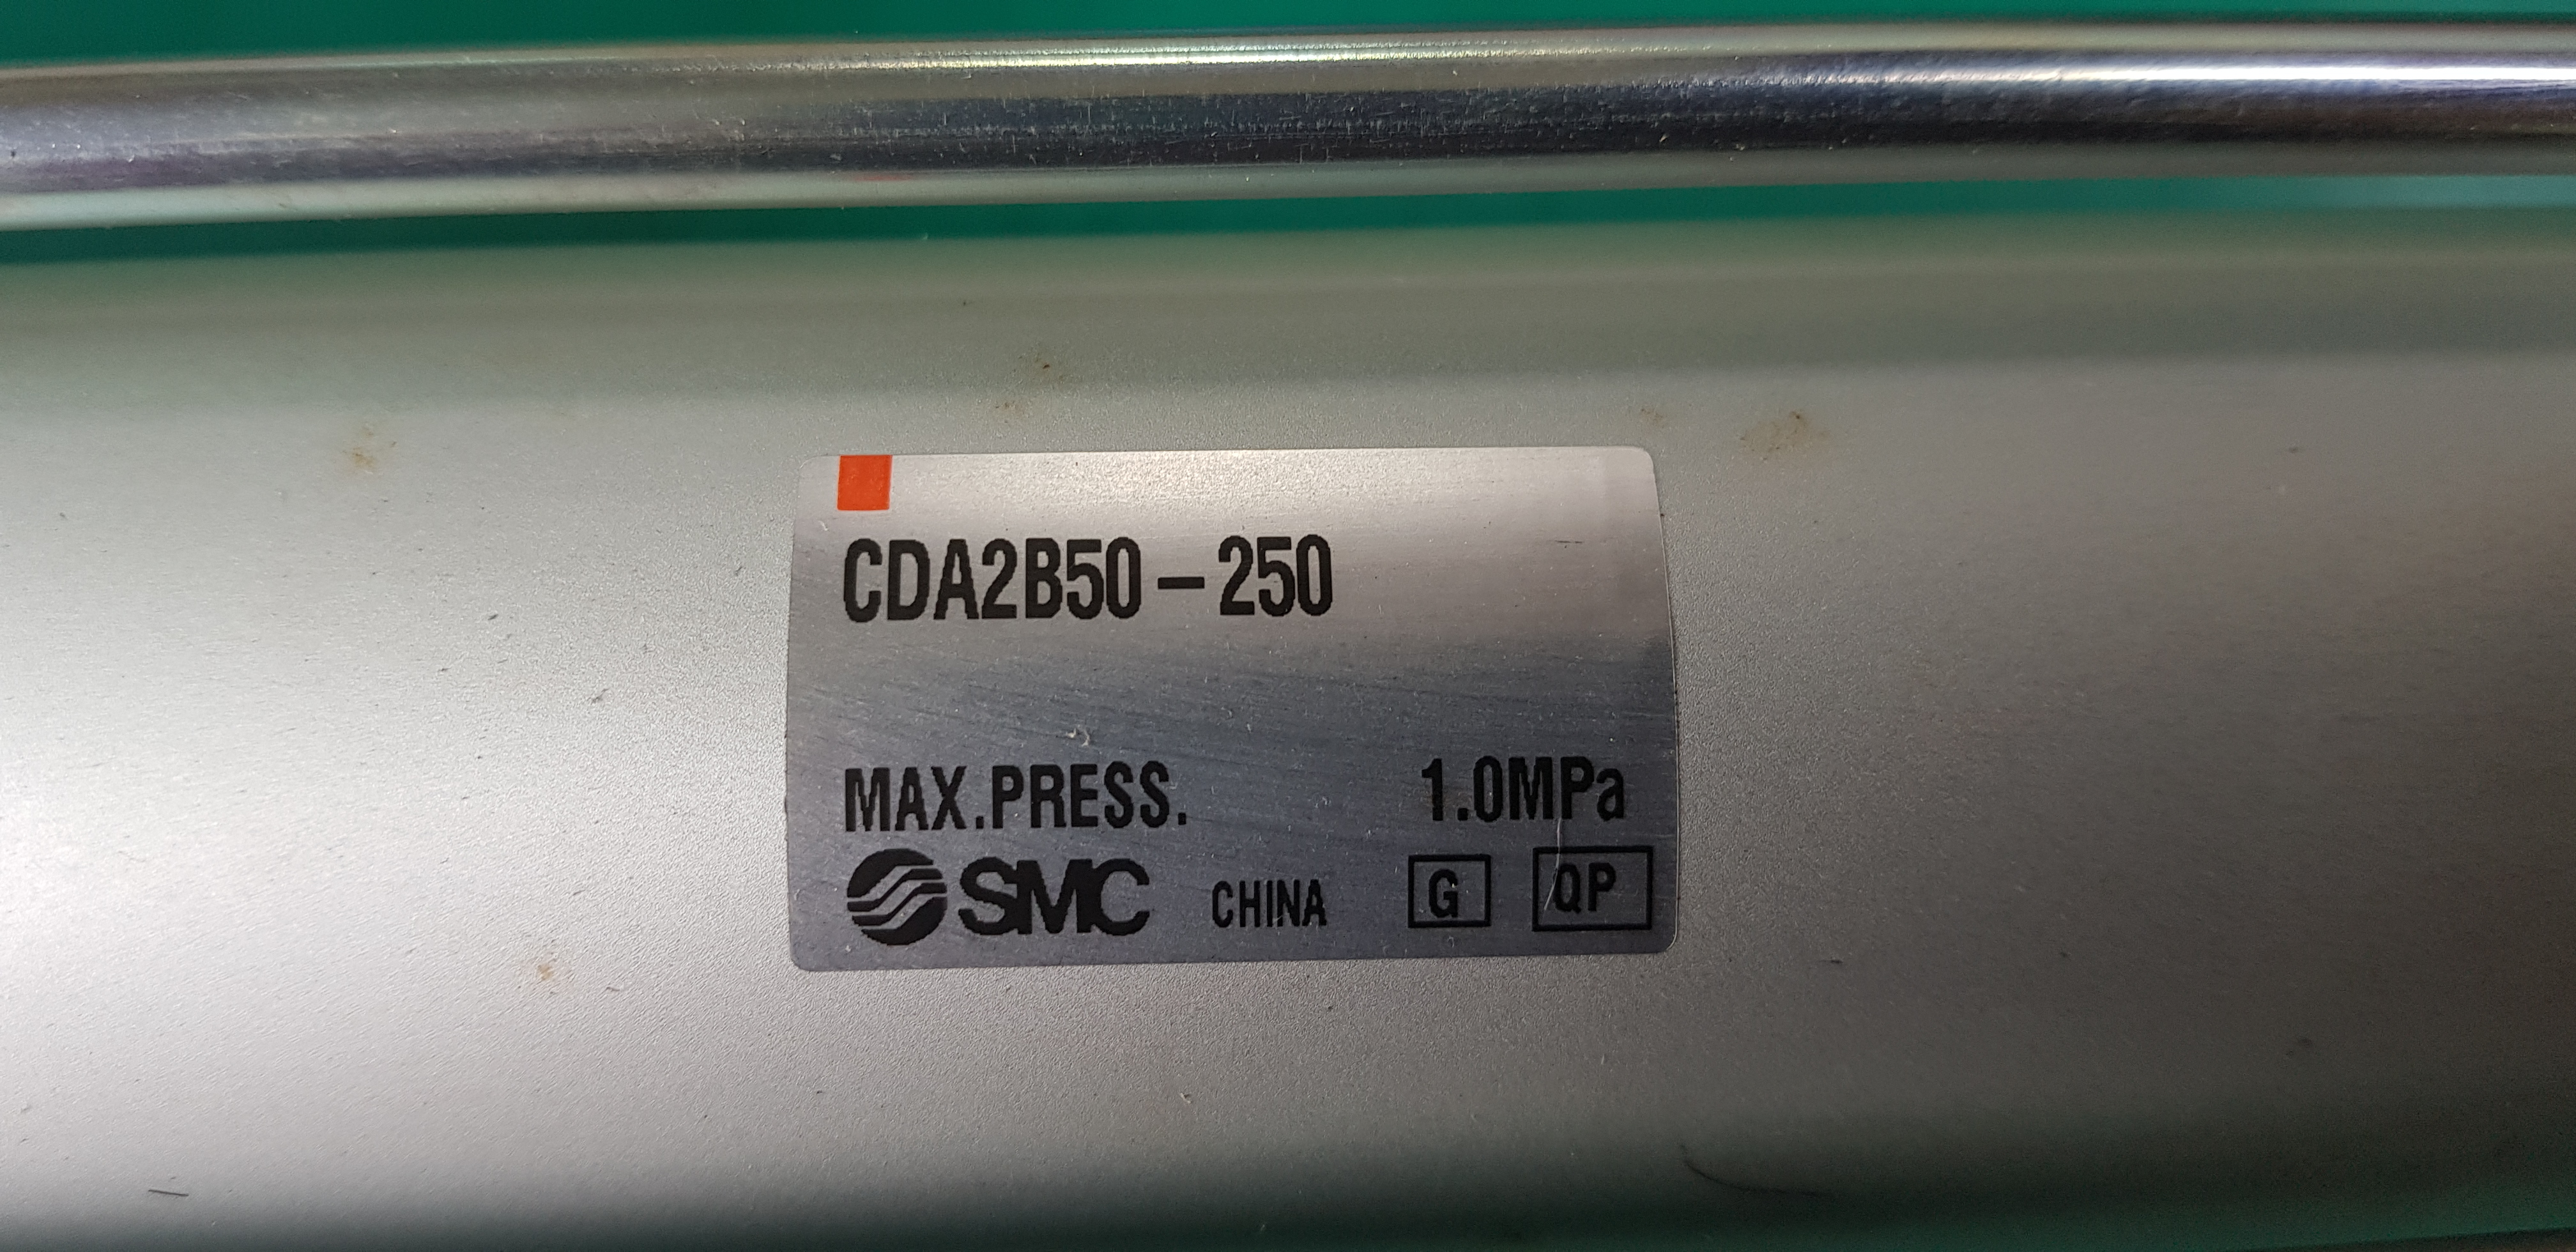 CDA2B50-250
MAX.PRESS. 1.0MPa
SMC CHINA G QP